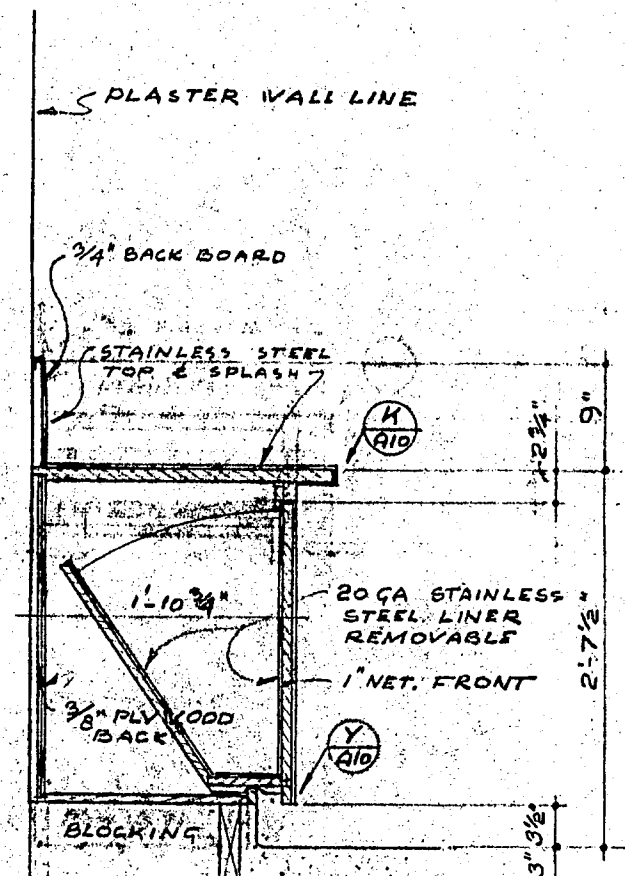 PLASTER WALL LINE
3/4" BACK BOARD
STAINLESS STEEL
TOP & SPLASH
K
A10
2 3/4"
9"
1'-10 3/4"
20 GA STAINLESS
STEEL LINER
REMOVABLE
1" NET. FRONT
2'-7 1/2"
3/8" PLYWOOD
BACK
Y
A10
BLOCKING
3 1/2"
3"